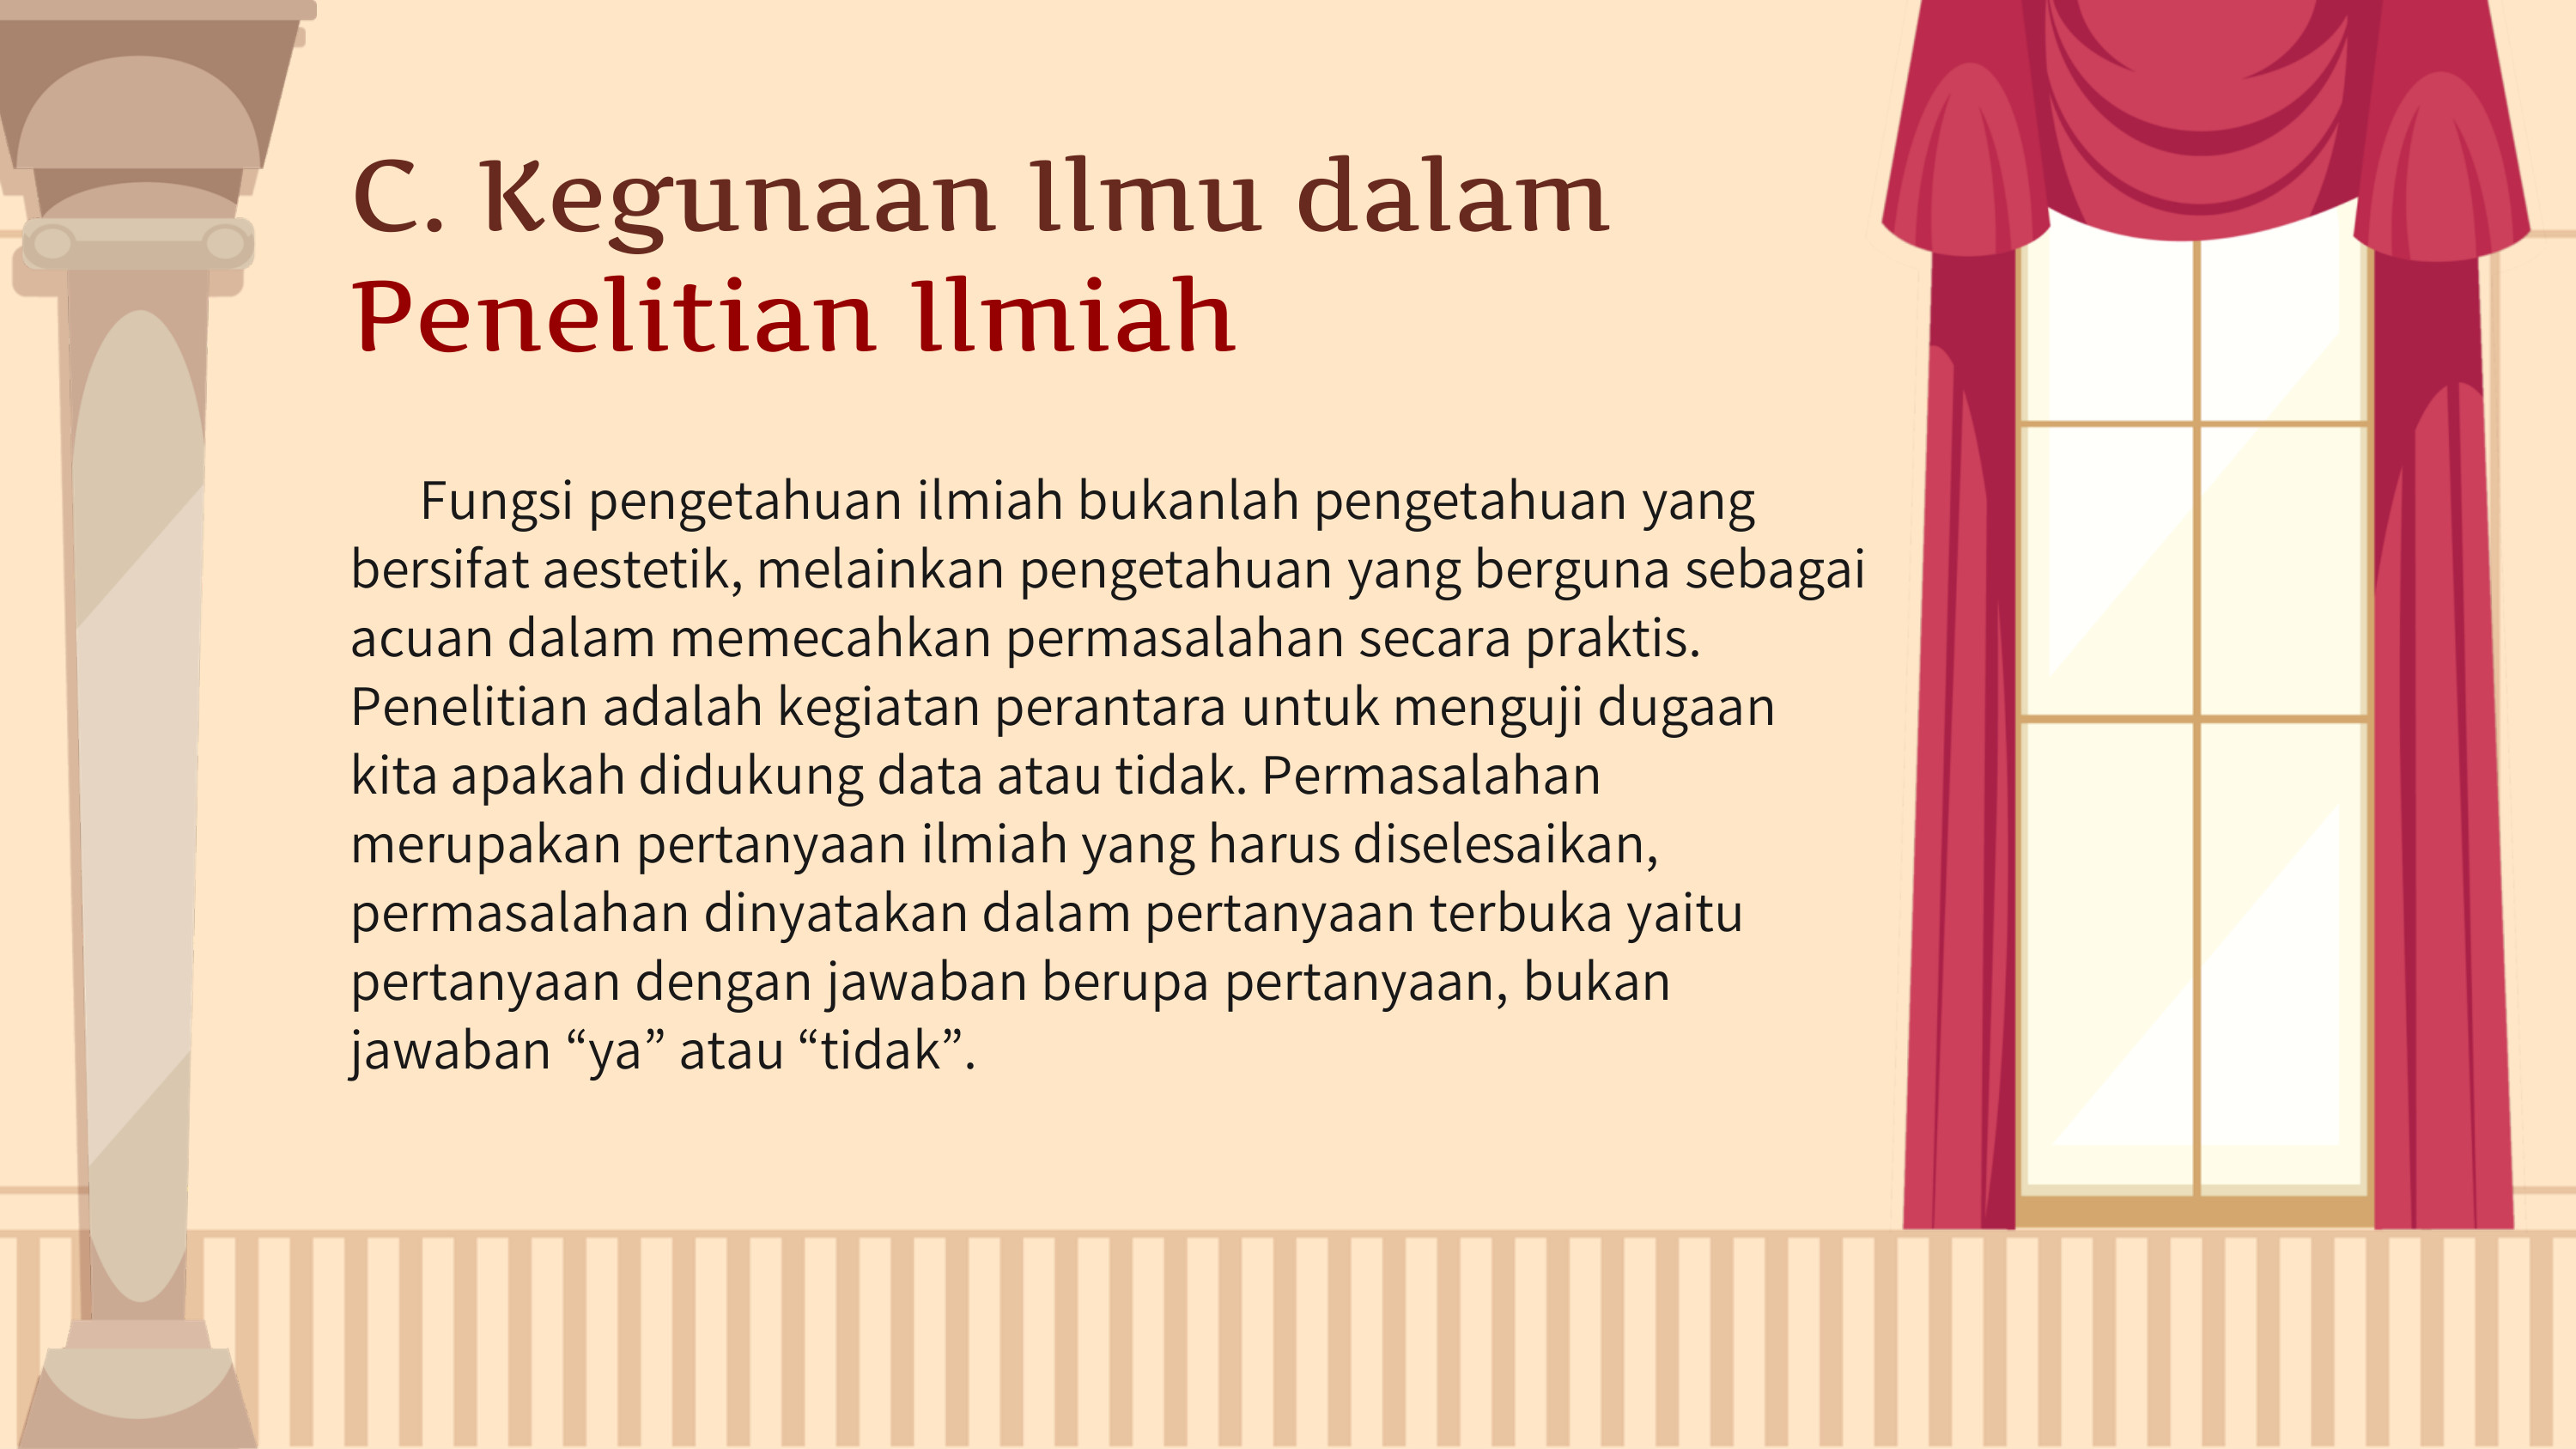 C. Kegunaan Ilmu dalam
Penelitian Ilmiah
Fungsi pengetahuan ilmiah bukanlah pengetahuan yang
bersifat aestetik, melainkan pengetahuan yang berguna sebagai
acuan dalam memecahkan permasalahan secara praktis.
Penelitian adalah kegiatan perantara untuk menguji dugaan
kita apakah didukung data atau tidak. Permasalahan
merupakan pertanyaan ilmiah yang harus diselesaikan,
permasalahan dinyatakan dalam pertanyaan terbuka yaitu
pertanyaan dengan jawaban berupa pertanyaan, bukan
jawaban “ya” atau “tidak”.